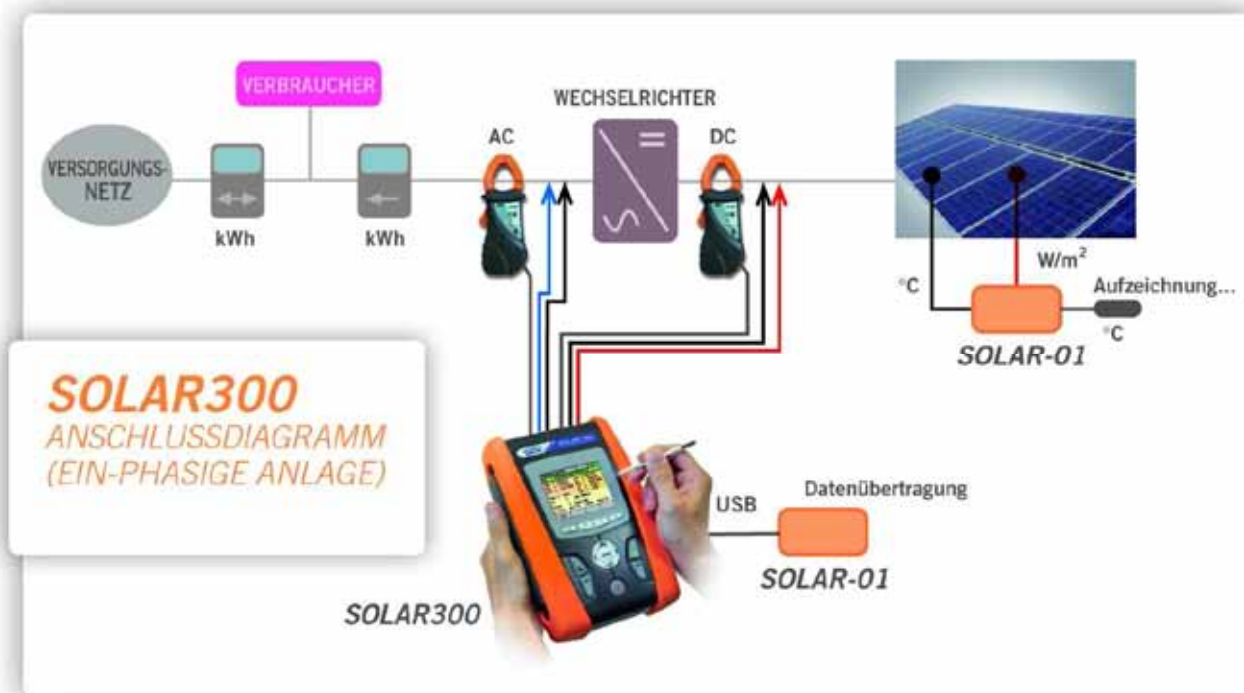 VERBRAUCHER
WECHSELRICHTER
AC
DC
VERSORGUNGS-
NETZ
kWh
kWh
W/m²
°C
Aufzeichnung...
°C
SOLAR-01
SOLAR300
ANSCHLUSSDIAGRAMM
(EIN-PHASIGE ANLAGE)
USB
Datenübertragung
SOLAR-01
SOLAR300